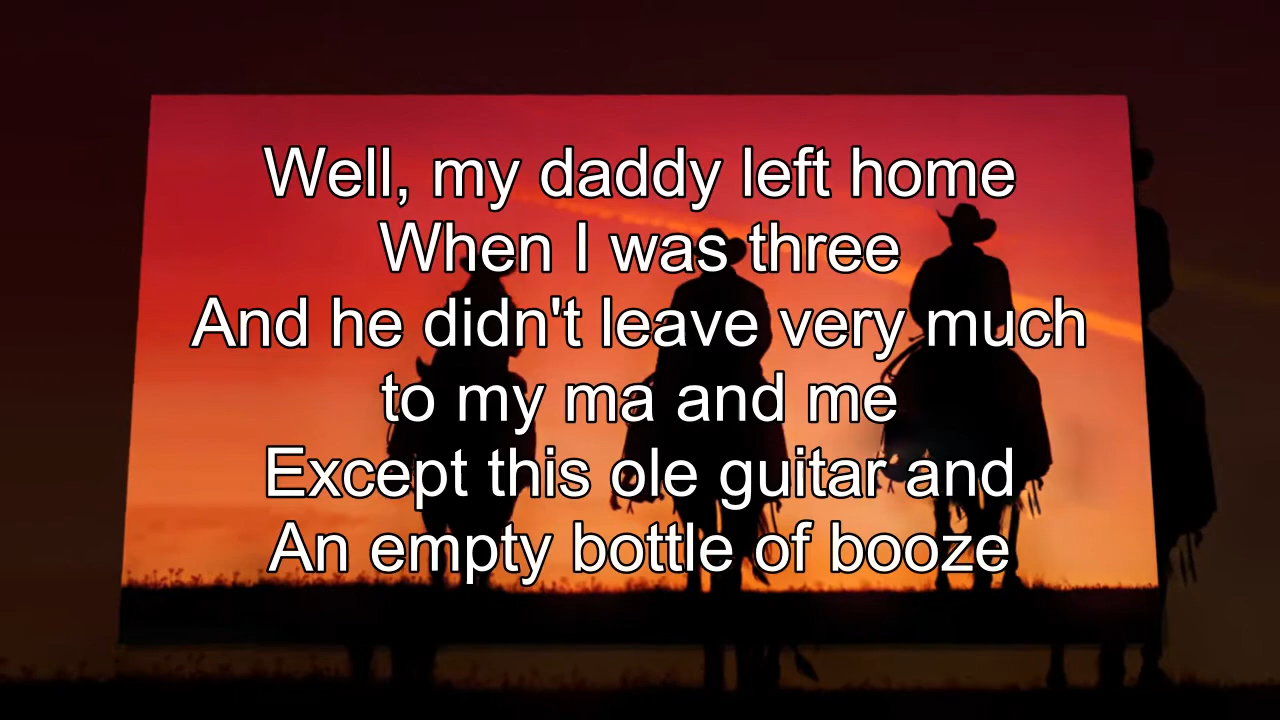 Well, my daddy left home
When I was three
And he didn't leave very much
to my ma and me
Except this ole guitar and
An empty bottle of booze